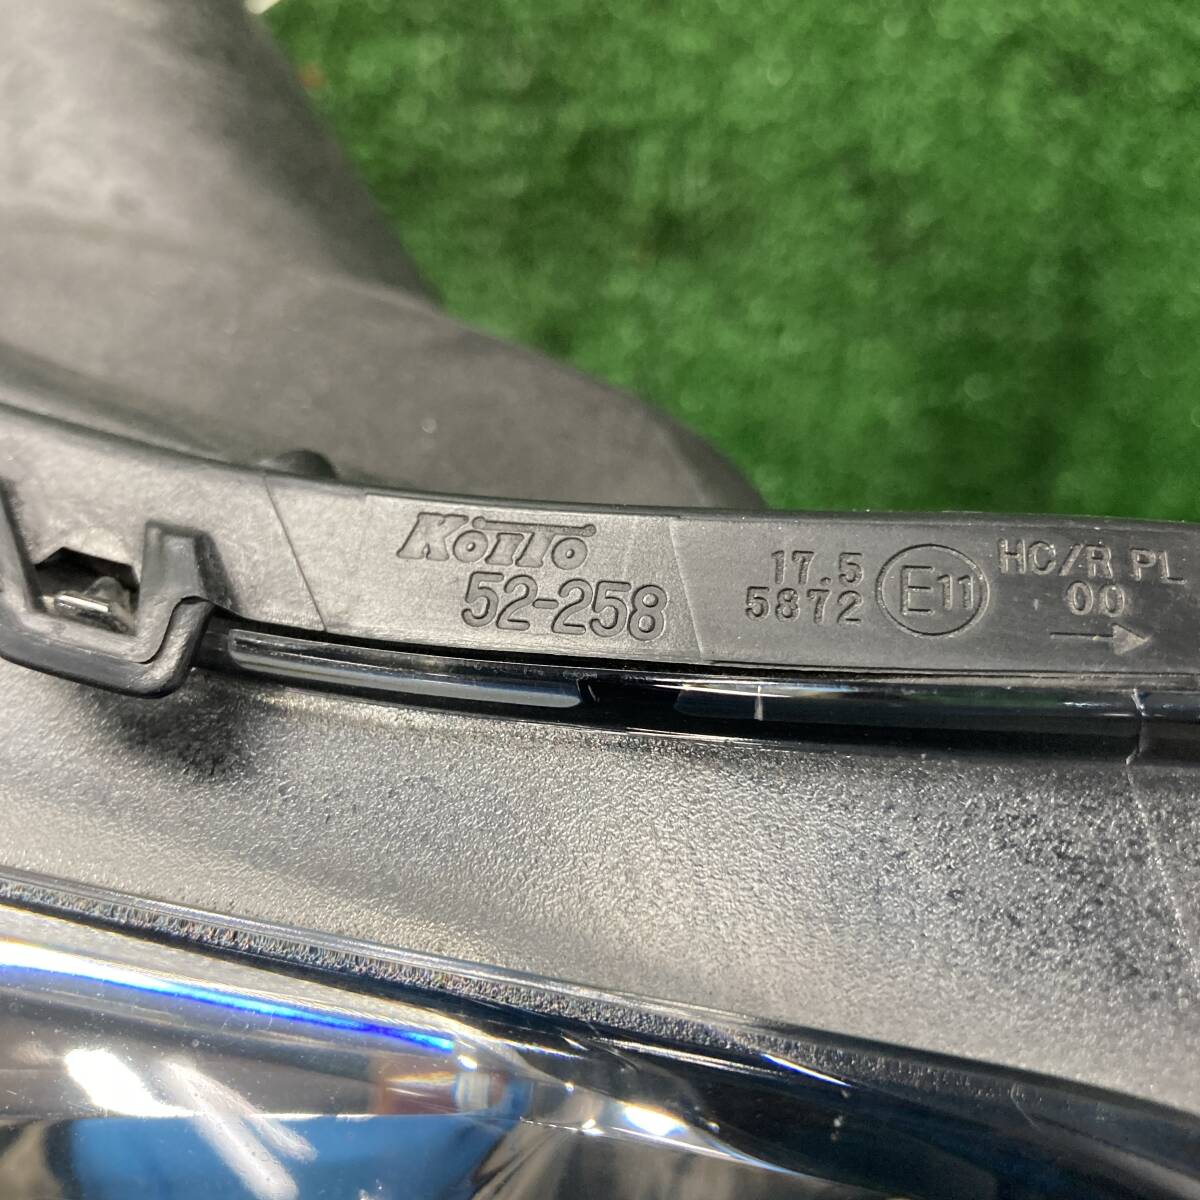 KOITO
52-258
17.5
5872
E11
HC/R PL
00